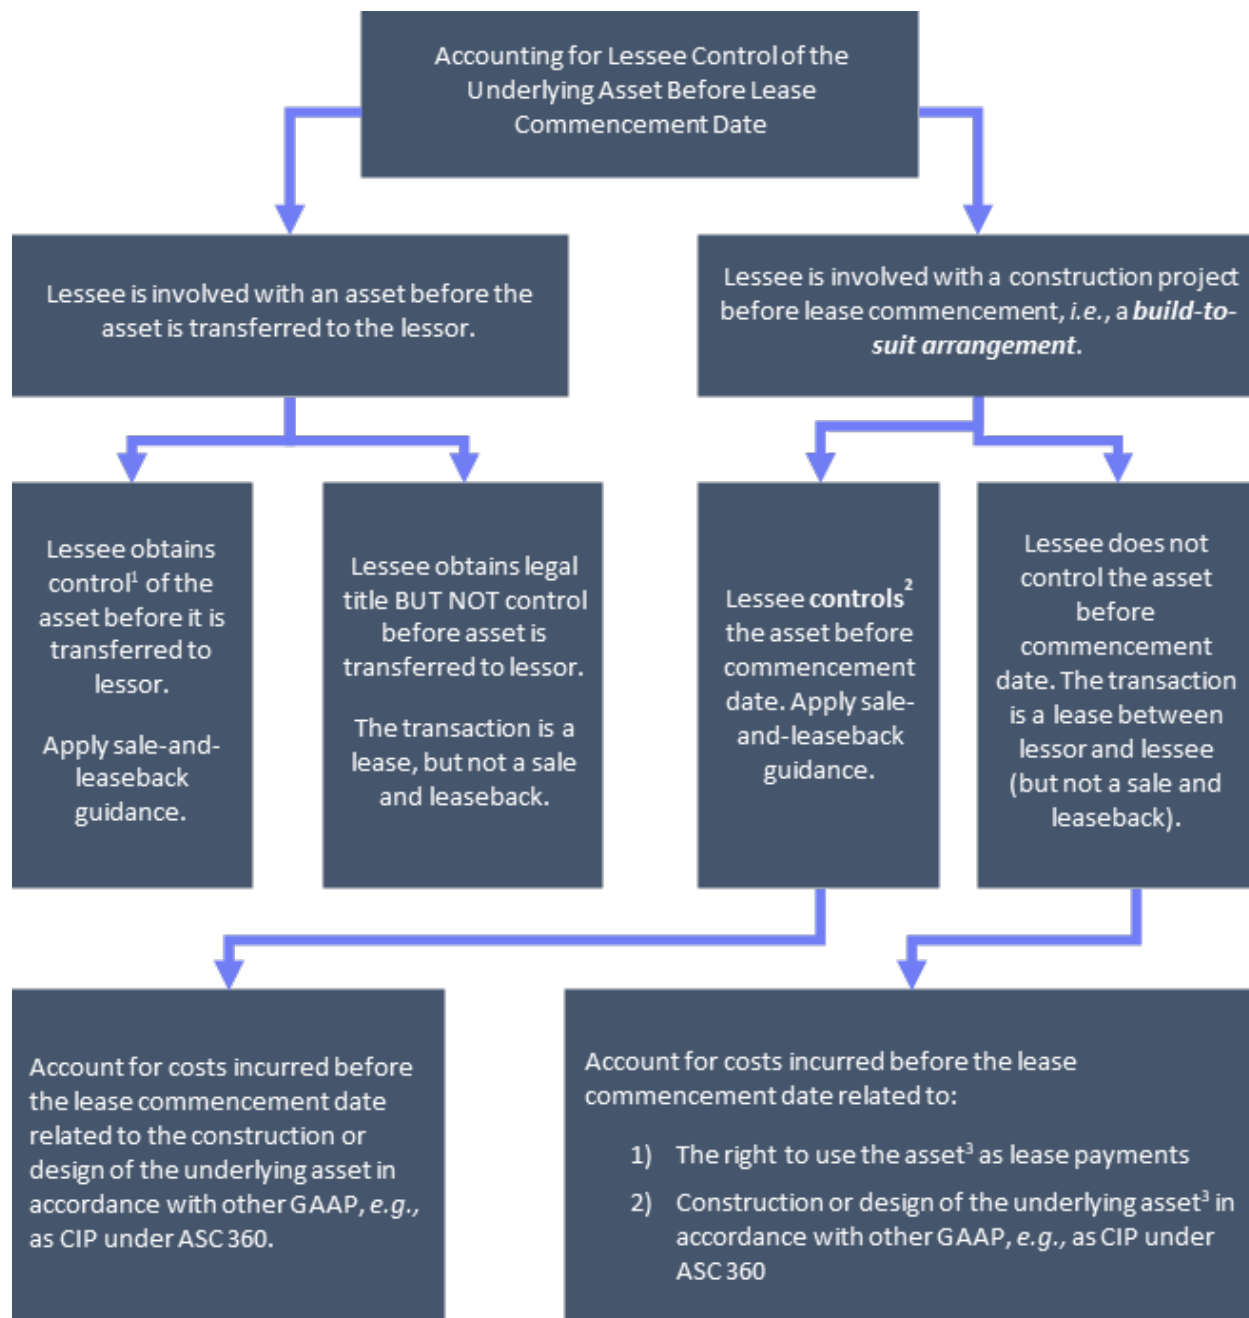 Accounting for Lessee Control of the
Underlying Asset Before Lease
Commencement Date
Lessee is involved with an asset before the
asset is transferred to the lessor.
Lessee is involved with a construction project
before lease commencement, i.e., a build-to-
suit arrangement.
Lessee obtains
control¹ of the
asset before it is
transferred to
lessor.
Apply sale-and-
leaseback
guidance.
Lessee obtains legal
title BUT NOT control
before asset is
transferred to lessor.
The transaction is a
lease, but not a sale
and leaseback.
Lessee controls²
the asset before
commencement
date. Apply sale-
and-leaseback
guidance.
Lessee does not
control the asset
before
commencement
date. The transaction
is a lease between
lessor and lessee
(but not a sale and
leaseback).
Account for costs incurred before
the lease commencement date
related to the construction or
design of the underlying asset in
accordance with other GAAP, e.g.,
as CIP under ASC 360.
Account for costs incurred before the lease
commencement date related to:
1) The right to use the asset³ as lease payments
2) Construction or design of the underlying asset³ in
accordance with other GAAP, e.g., as CIP under
ASC 360